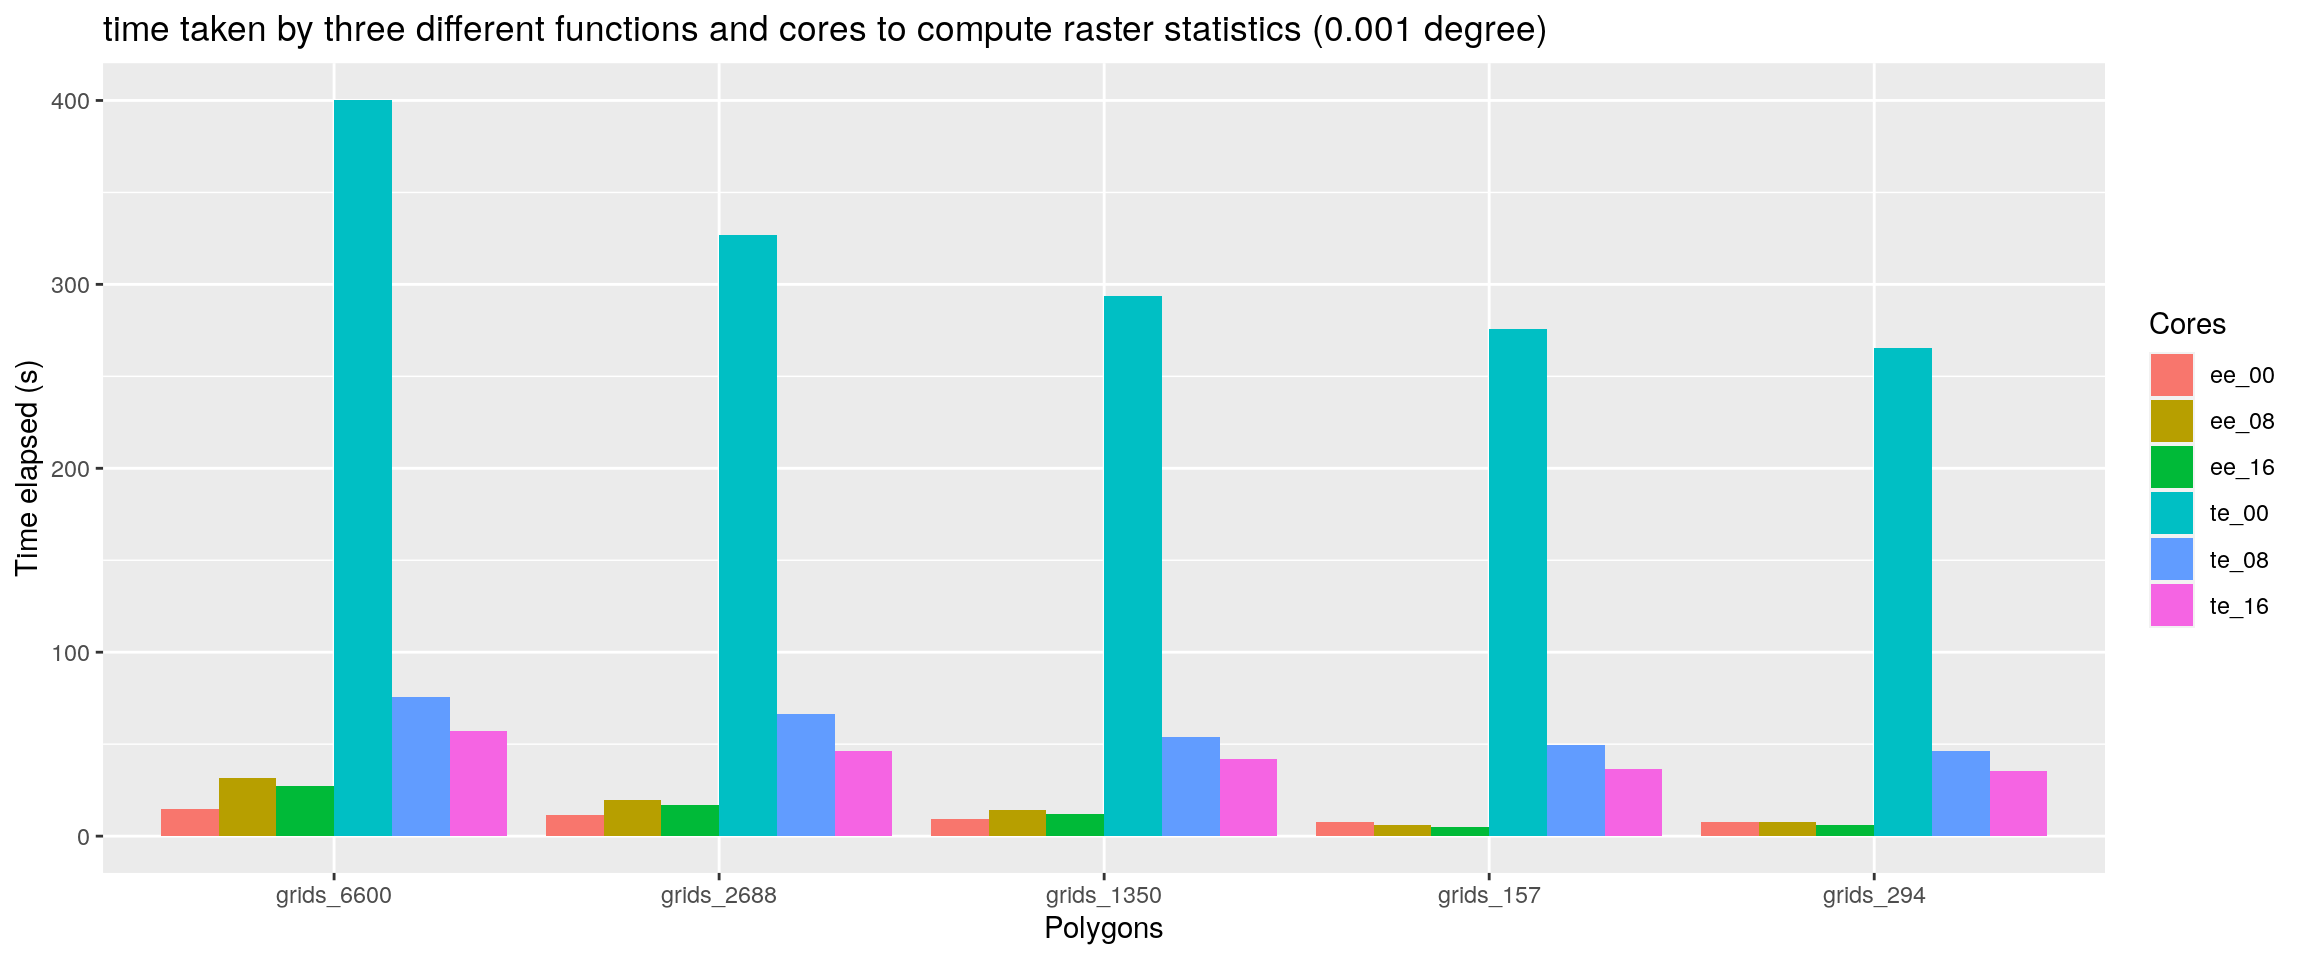 time taken by three different functions and cores to compute raster statistics (0.001 degree)
Time elapsed (s)
400
300
200
100
0
grids_6600
grids_2688
grids_1350
grids_157
grids_294
Polygons
Cores
ee_00
ee_08
ee_16
te_00
te_08
te_16